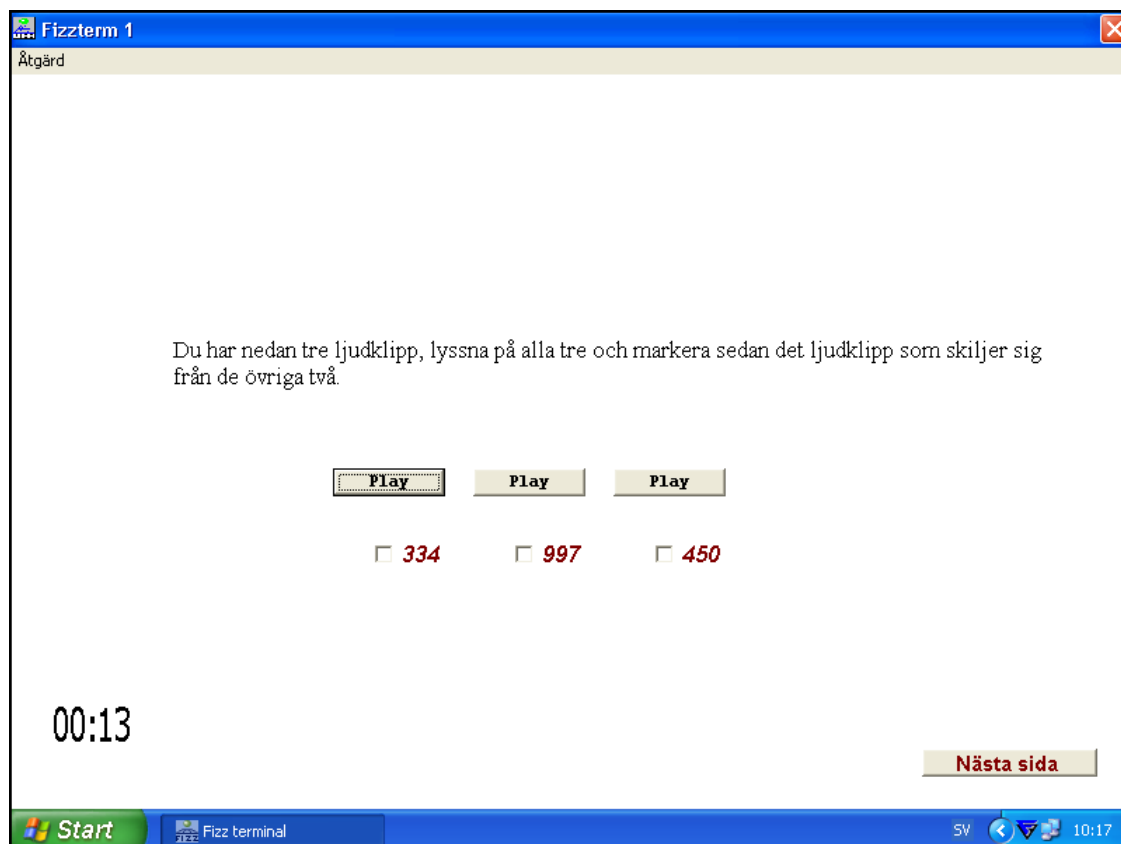 Fizzterm 1
Åtgärd
Du har nedan tre ljudklipp, lyssna på alla tre och markera sedan det ljudklipp som skiljer sig
från de övriga två.
Play Play Play
334 997 450
00:13
Nästa sida
Start Fizz terminal SV 10:17